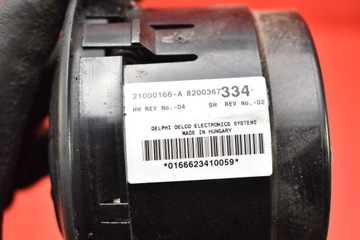 21000166-A 8200367334-
HW REV No.-04 SW REV No.-02
DELPHI DELCO ELECTRONICS SYSTEMS
MADE IN HUNGARY
*0166623410059*